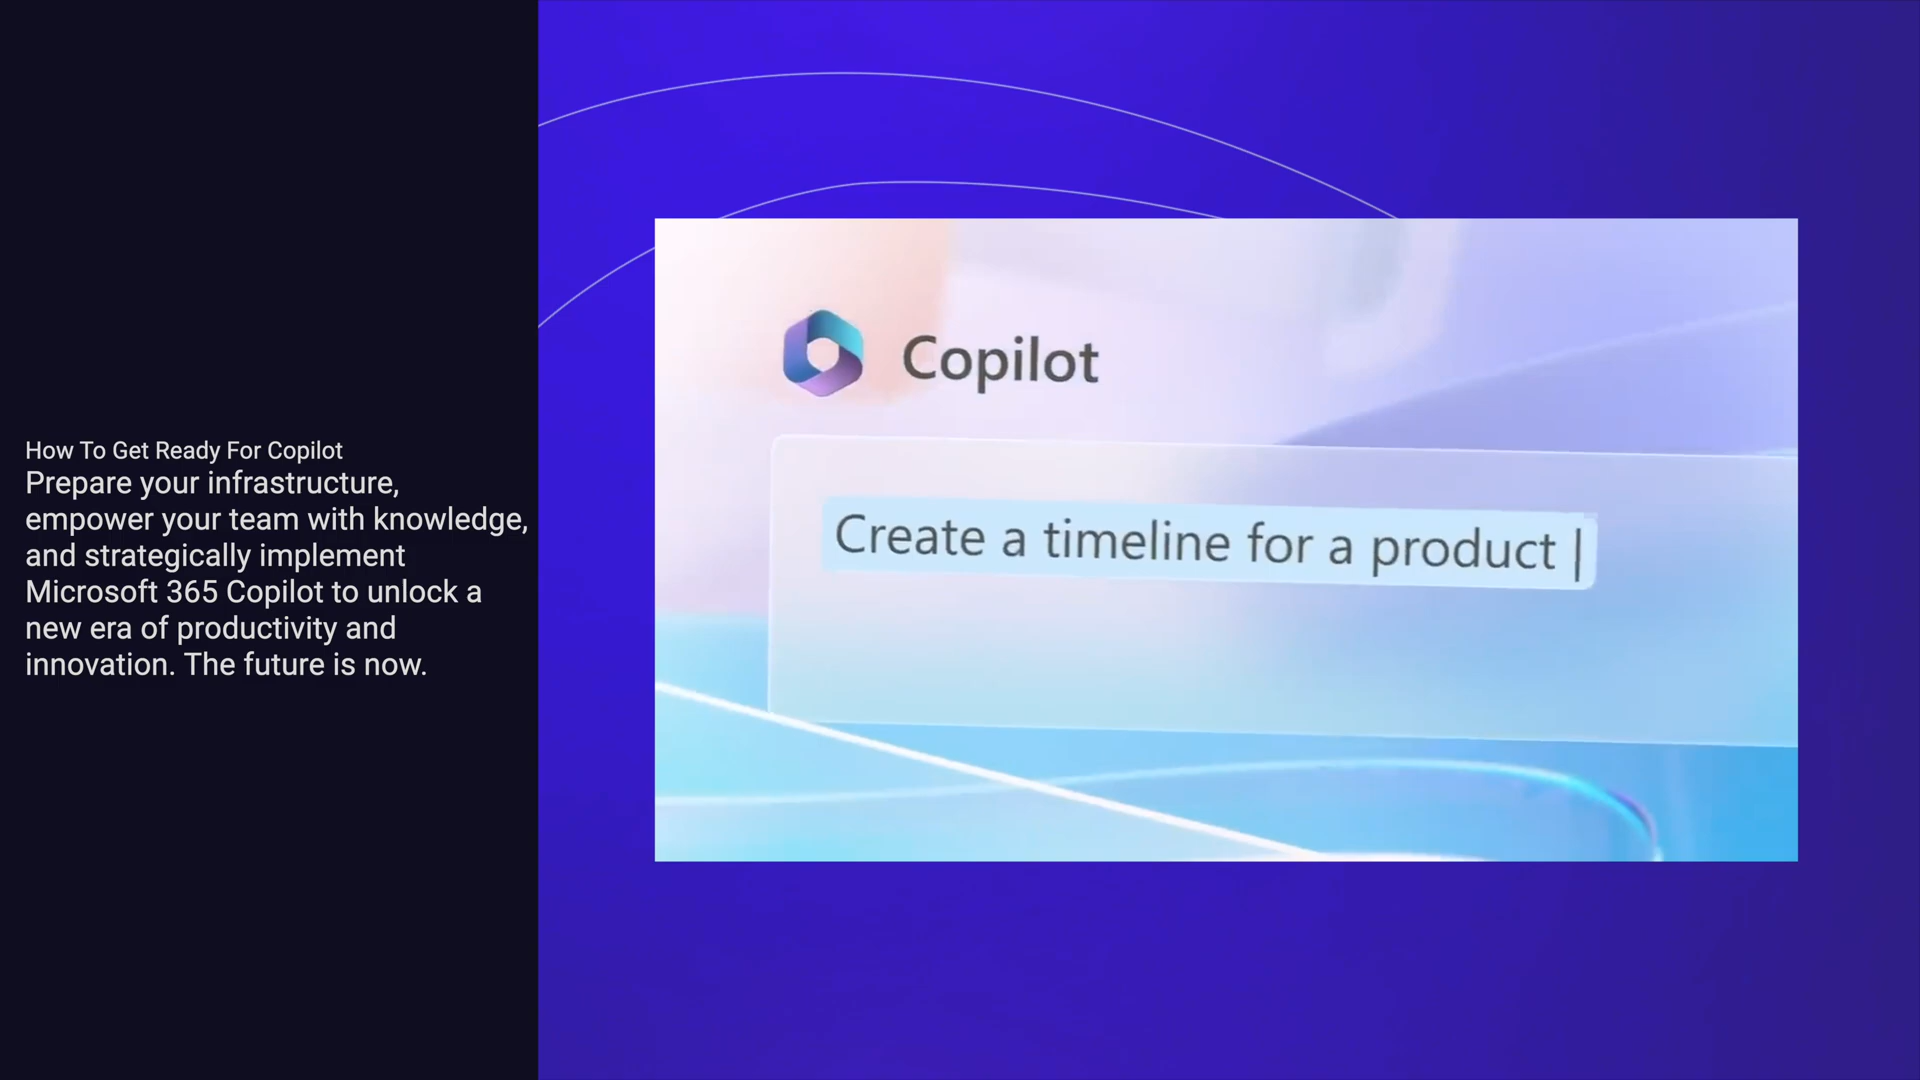 How To Get Ready For Copilot
Prepare your infrastructure,
empower your team with knowledge,
and strategically implement
Microsoft 365 Copilot to unlock a
new era of productivity and
innovation. The future is now.
Copilot
Create a timeline for a product